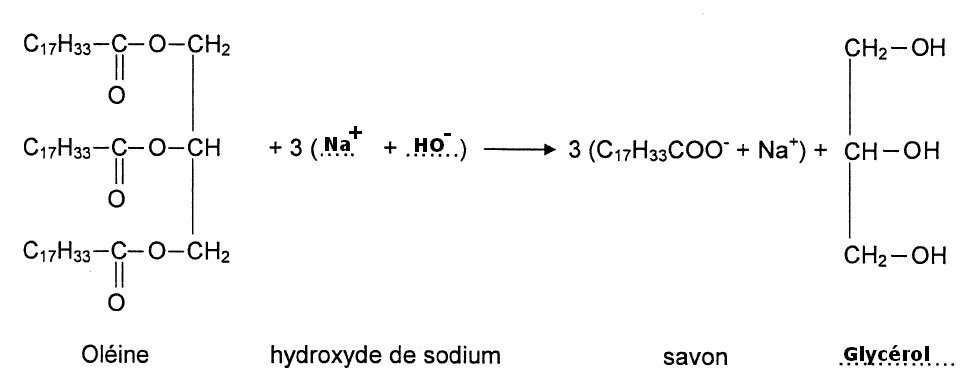 C₁₇H₃₃–C–O–CH₂ CH₂–OH
O
C₁₇H₃₃–C–O–CH + 3 (Na⁺ + HO⁻) ⟶ 3 (C₁₇H₃₃COO⁻ + Na⁺) + CH–OH
O
C₁₇H₃₃–C–O–CH₂ CH₂–OH
O
Oléine hydroxyde de sodium savon Glycérol